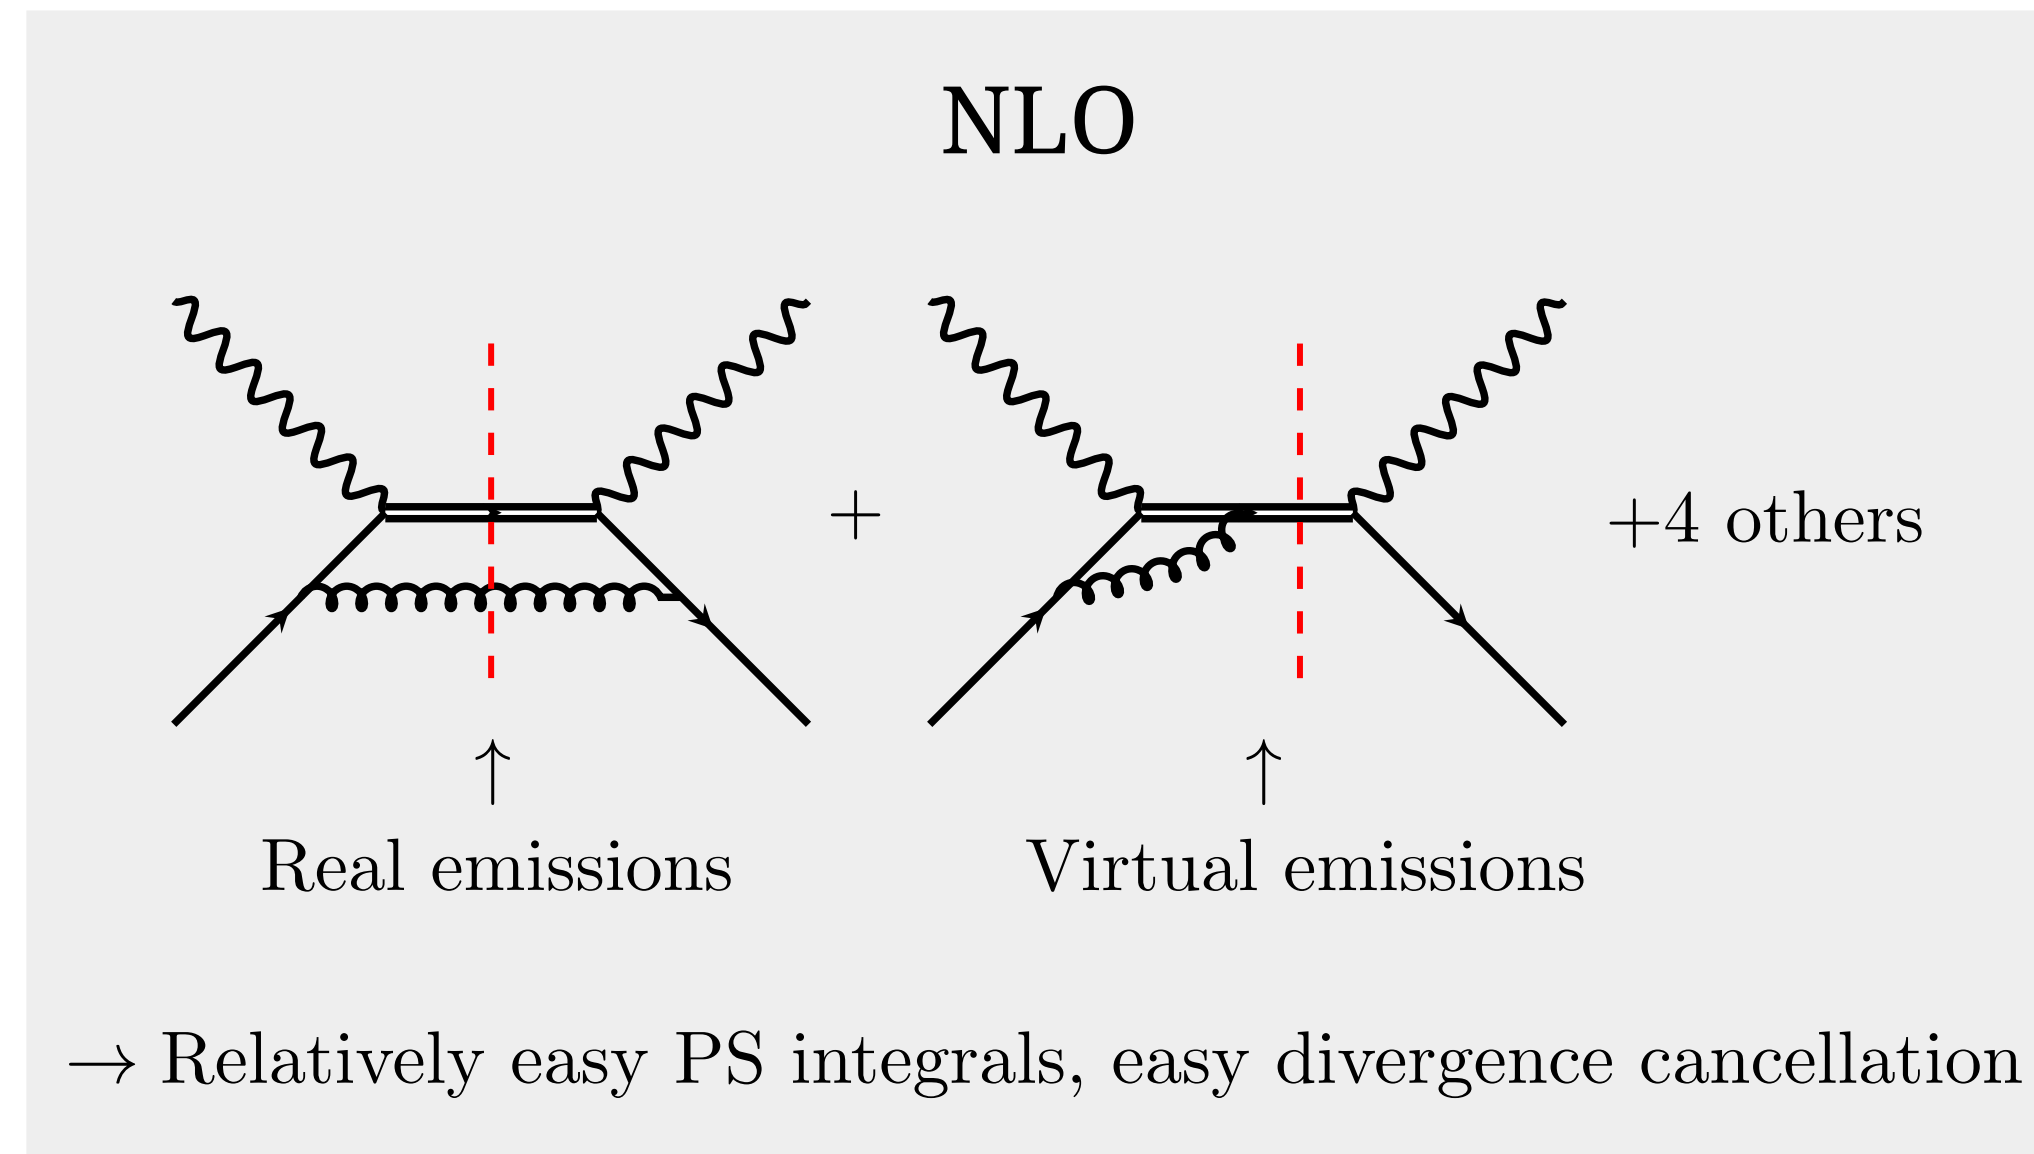 NLO
+
+4 others
↑ ↑
Real emissions Virtual emissions
→ Relatively easy PS integrals, easy divergence cancellation